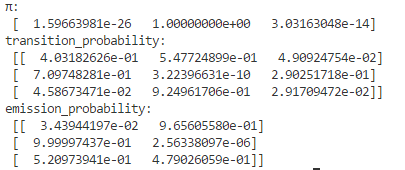 π:
[ 1.59663981e-26 1.00000000e+00 3.03163048e-14]
transition_probability:
[[ 4.03182626e-01 5.47724899e-01 4.90924754e-02]
[ 7.09748281e-01 3.22396631e-10 2.90251718e-01]
[ 4.58673471e-02 9.24961706e-01 2.91709472e-02]]
emission_probability:
[[ 3.43944197e-02 9.65605580e-01]
[ 9.99997437e-01 2.56338097e-06]
[ 5.20973941e-01 4.79026059e-01]]